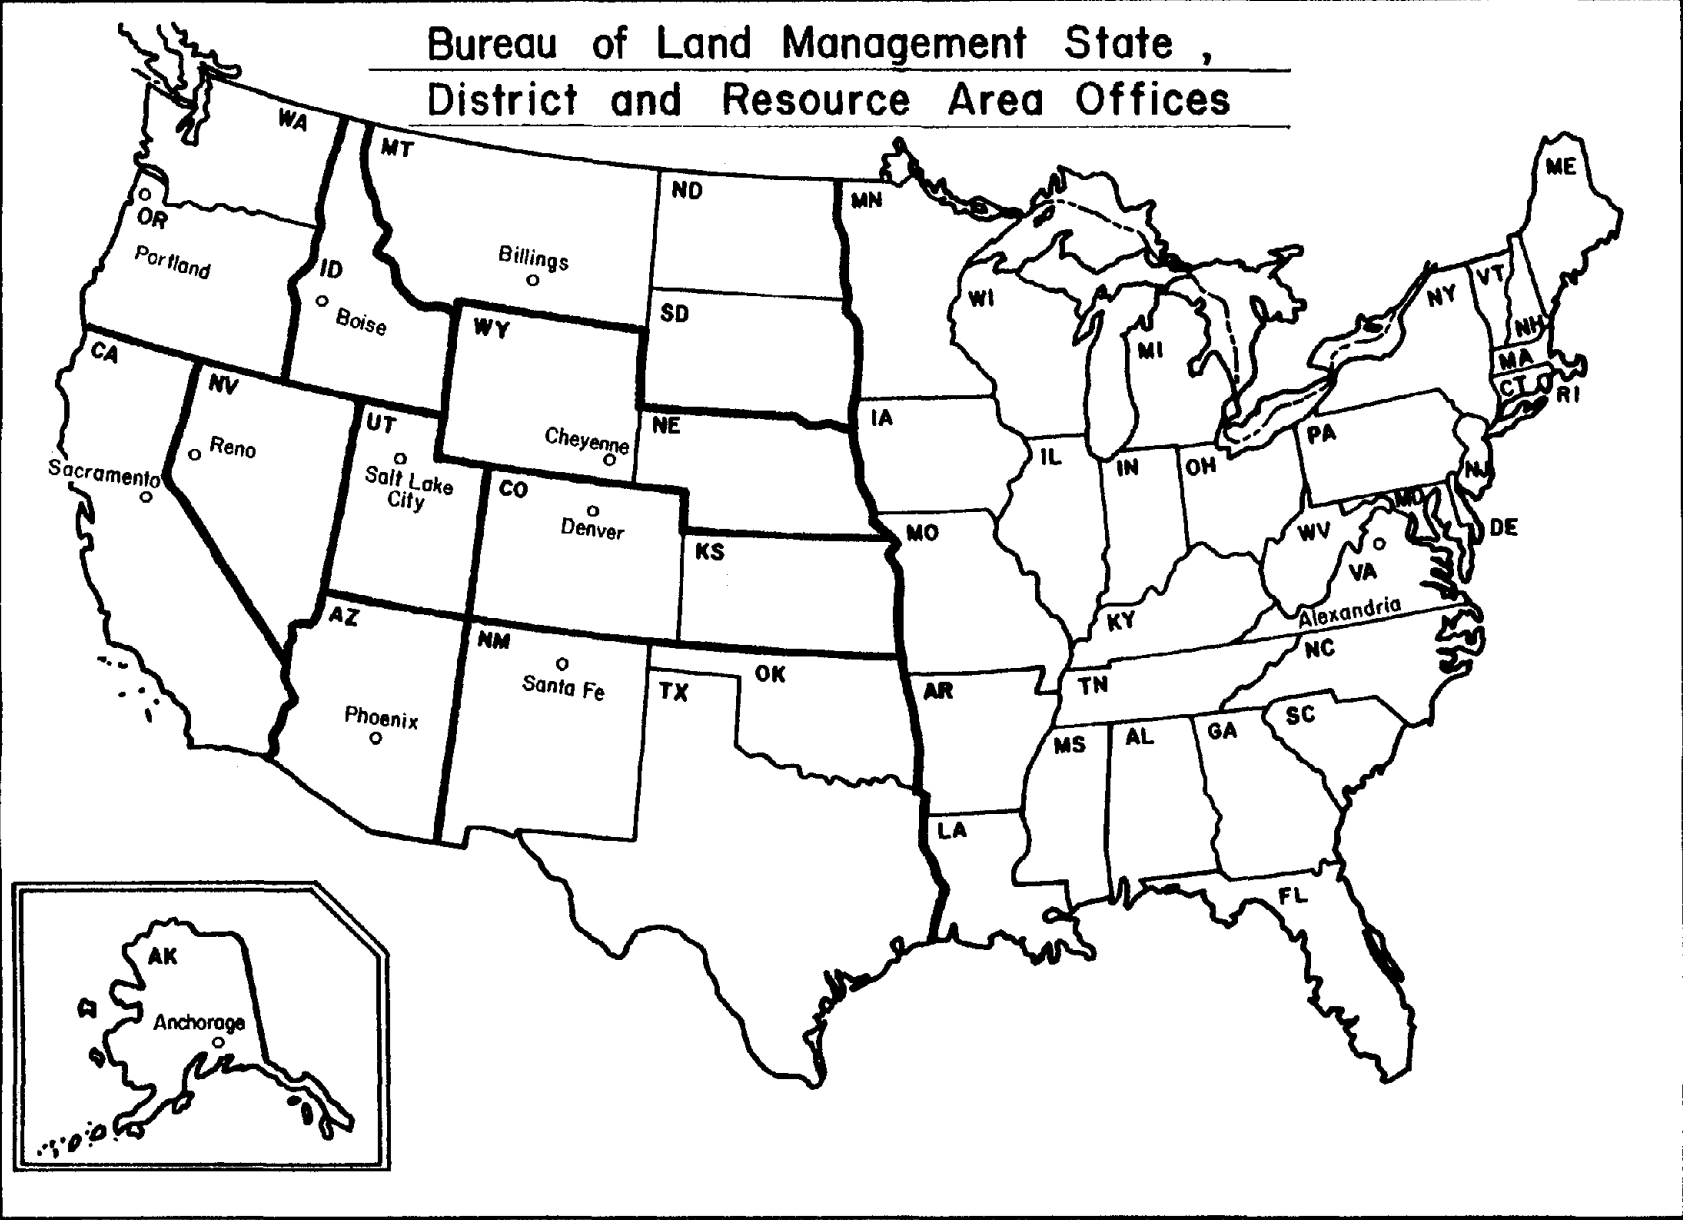 Bureau of Land Management State ,
District and Resource Area Offices
WA
MT
ND
MN
ME
OR
Portland
ID
Boise
Billings
SD
WI
MI
NY
VT
NH
MA
CT
RI
CA
NV
WY
UT
Reno
Sacramento
Salt Lake
City
Cheyenne
NE
IA
IL
IN
OH
PA
NJ
CO
Denver
KS
MO
WV
MD
DE
VA
Alexandria
AZ
NM
Santa Fe
Phoenix
TX
OK
AR
KY
TN
NC
SC
MS
AL
GA
LA
FL
AK
Anchorage